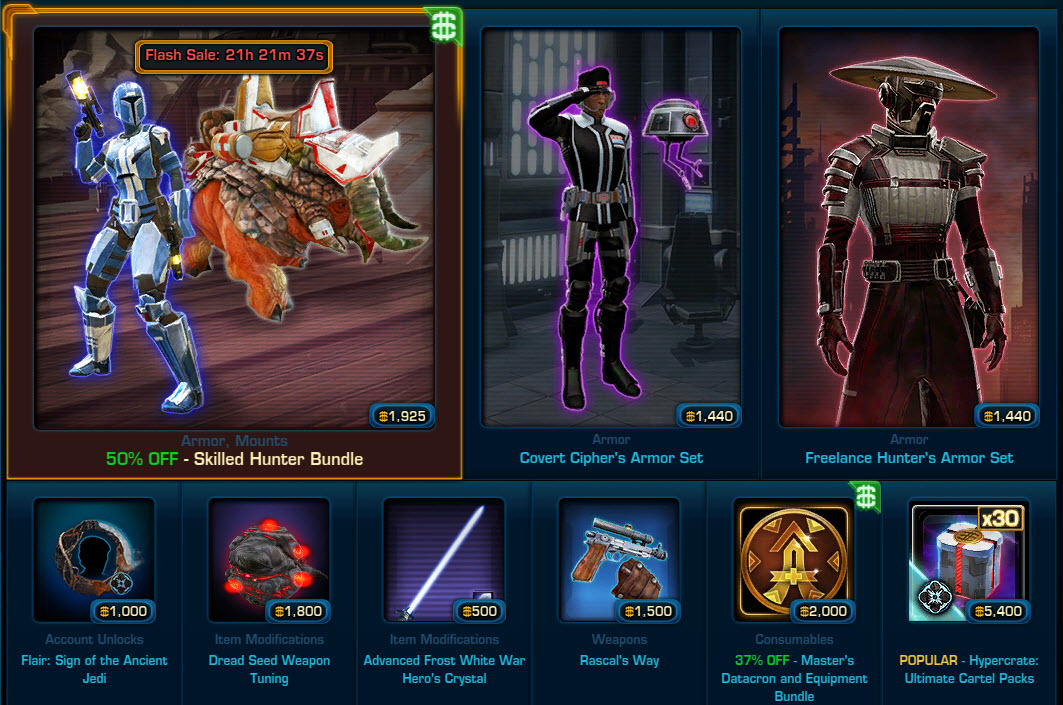 Flash Sale: 21h 21m 37s
1,925
Armor, Mounts
50% OFF - Skilled Hunter Bundle
1,440
Armor
Covert Cipher's Armor Set
1,440
Armor
Freelance Hunter's Armor Set
1,000
Account Unlocks
Flair: Sign of the Ancient
Jedi
1,800
Item Modifications
Dread Seed Weapon
Tuning
500
Item Modifications
Advanced Frost White War
Hero's Crystal
1,500
Weapons
Rascal's Way
2,000
Consumables
37% OFF - Master's
Datacron and Equipment
Bundle
x30
5,400
POPULAR - Hypercrate:
Ultimate Cartel Packs